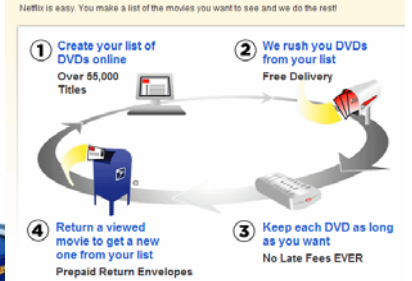 Netflix is easy. You make a list of the movies you want to see and we do the rest!
1 Create your list of
DVDs online
Over 55,000
Titles
2 We rush you DVDs
from your list
Free Delivery
3 Keep each DVD as long
as you want
No Late Fees EVER
4 Return a viewed
movie to get a new
one from your list
Prepaid Return Envelopes